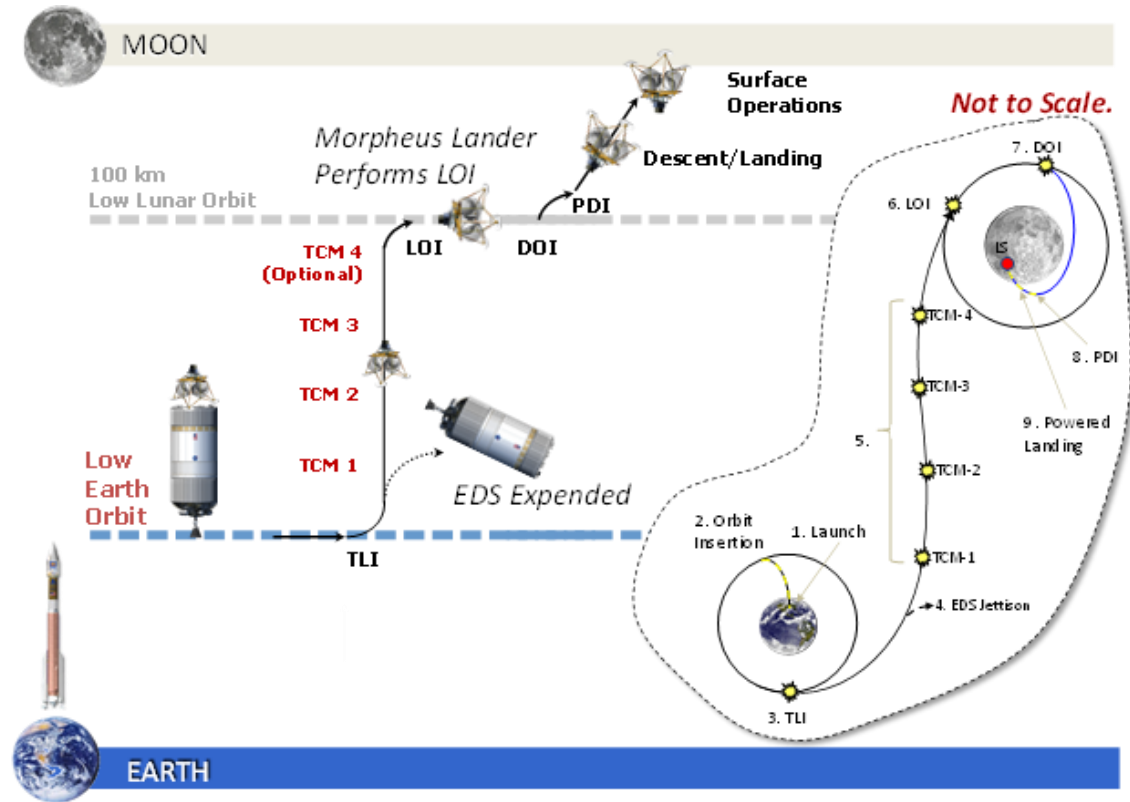 MOON
Not to Scale.
Surface
Operations
Morpheus Lander
Performs LOI
Descent/Landing
100 km
Low Lunar Orbit
PDI
LOI
DOI
TCM 4
(Optional)
TCM 3
TCM 2
TCM 1
Low
Earth
Orbit
EDS Expended
TLI
7. DOI
6. LOI
LS
TCM-4
8. PDI
TCM-3
9. Powered
Landing
5.
TCM-2
2. Orbit
Insertion
1. Launch
TCM-1
4. EDS Jettison
3. TLI
EARTH